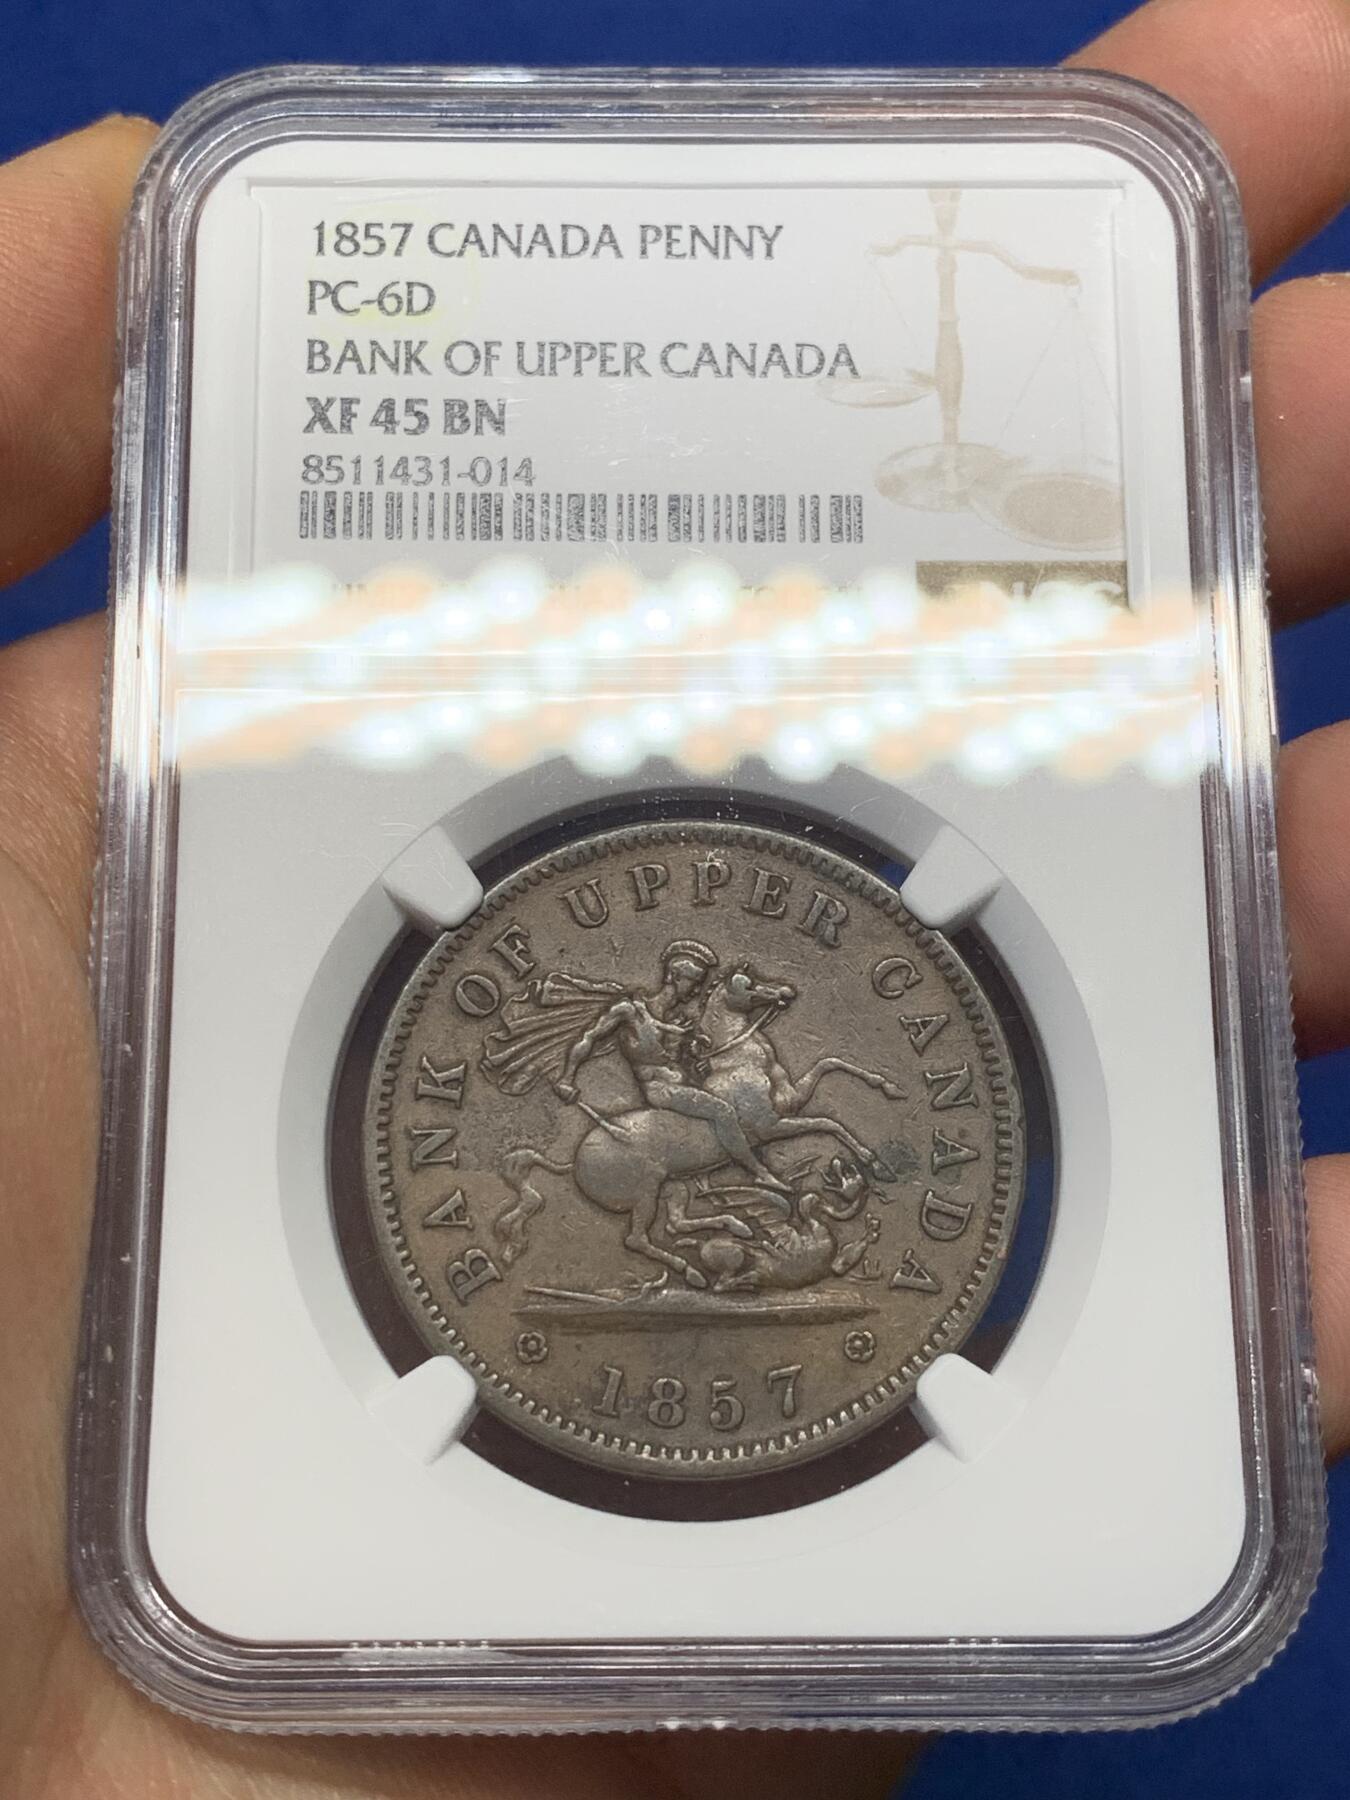 1857 CANADA PENNY
PC-6D
BANK OF UPPER CANADA
XF 45 BN
8511431-014
BANK OF UPPER CANADA
1857